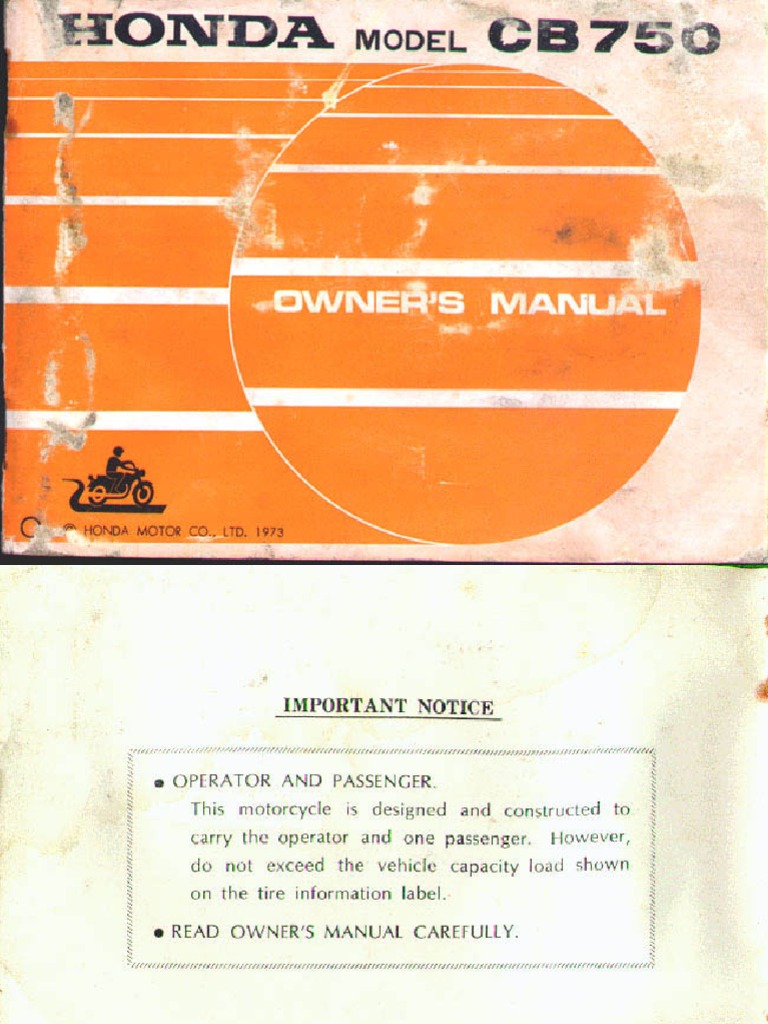 HONDA MODEL CB750
OWNER'S MANUAL
© HONDA MOTOR CO., LTD. 1973
IMPORTANT NOTICE
● OPERATOR AND PASSENGER.
This motorcycle is designed and constructed to
carry the operator and one passenger. However,
do not exceed the vehicle capacity load shown
on the tire information label.
● READ OWNER'S MANUAL CAREFULLY.